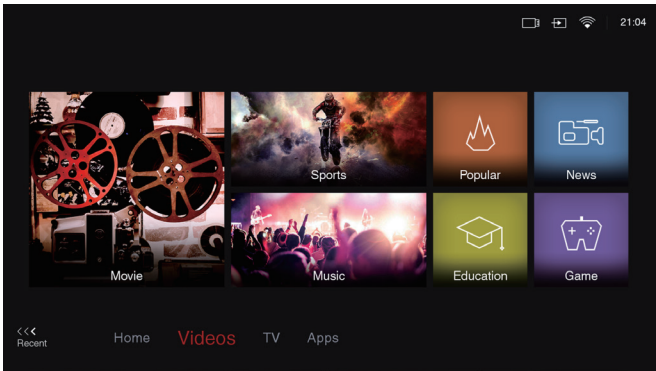 21:04
Sports
Popular
News
Movie
Music
Education
Game
<<<
Recent
Home
Videos
TV
Apps